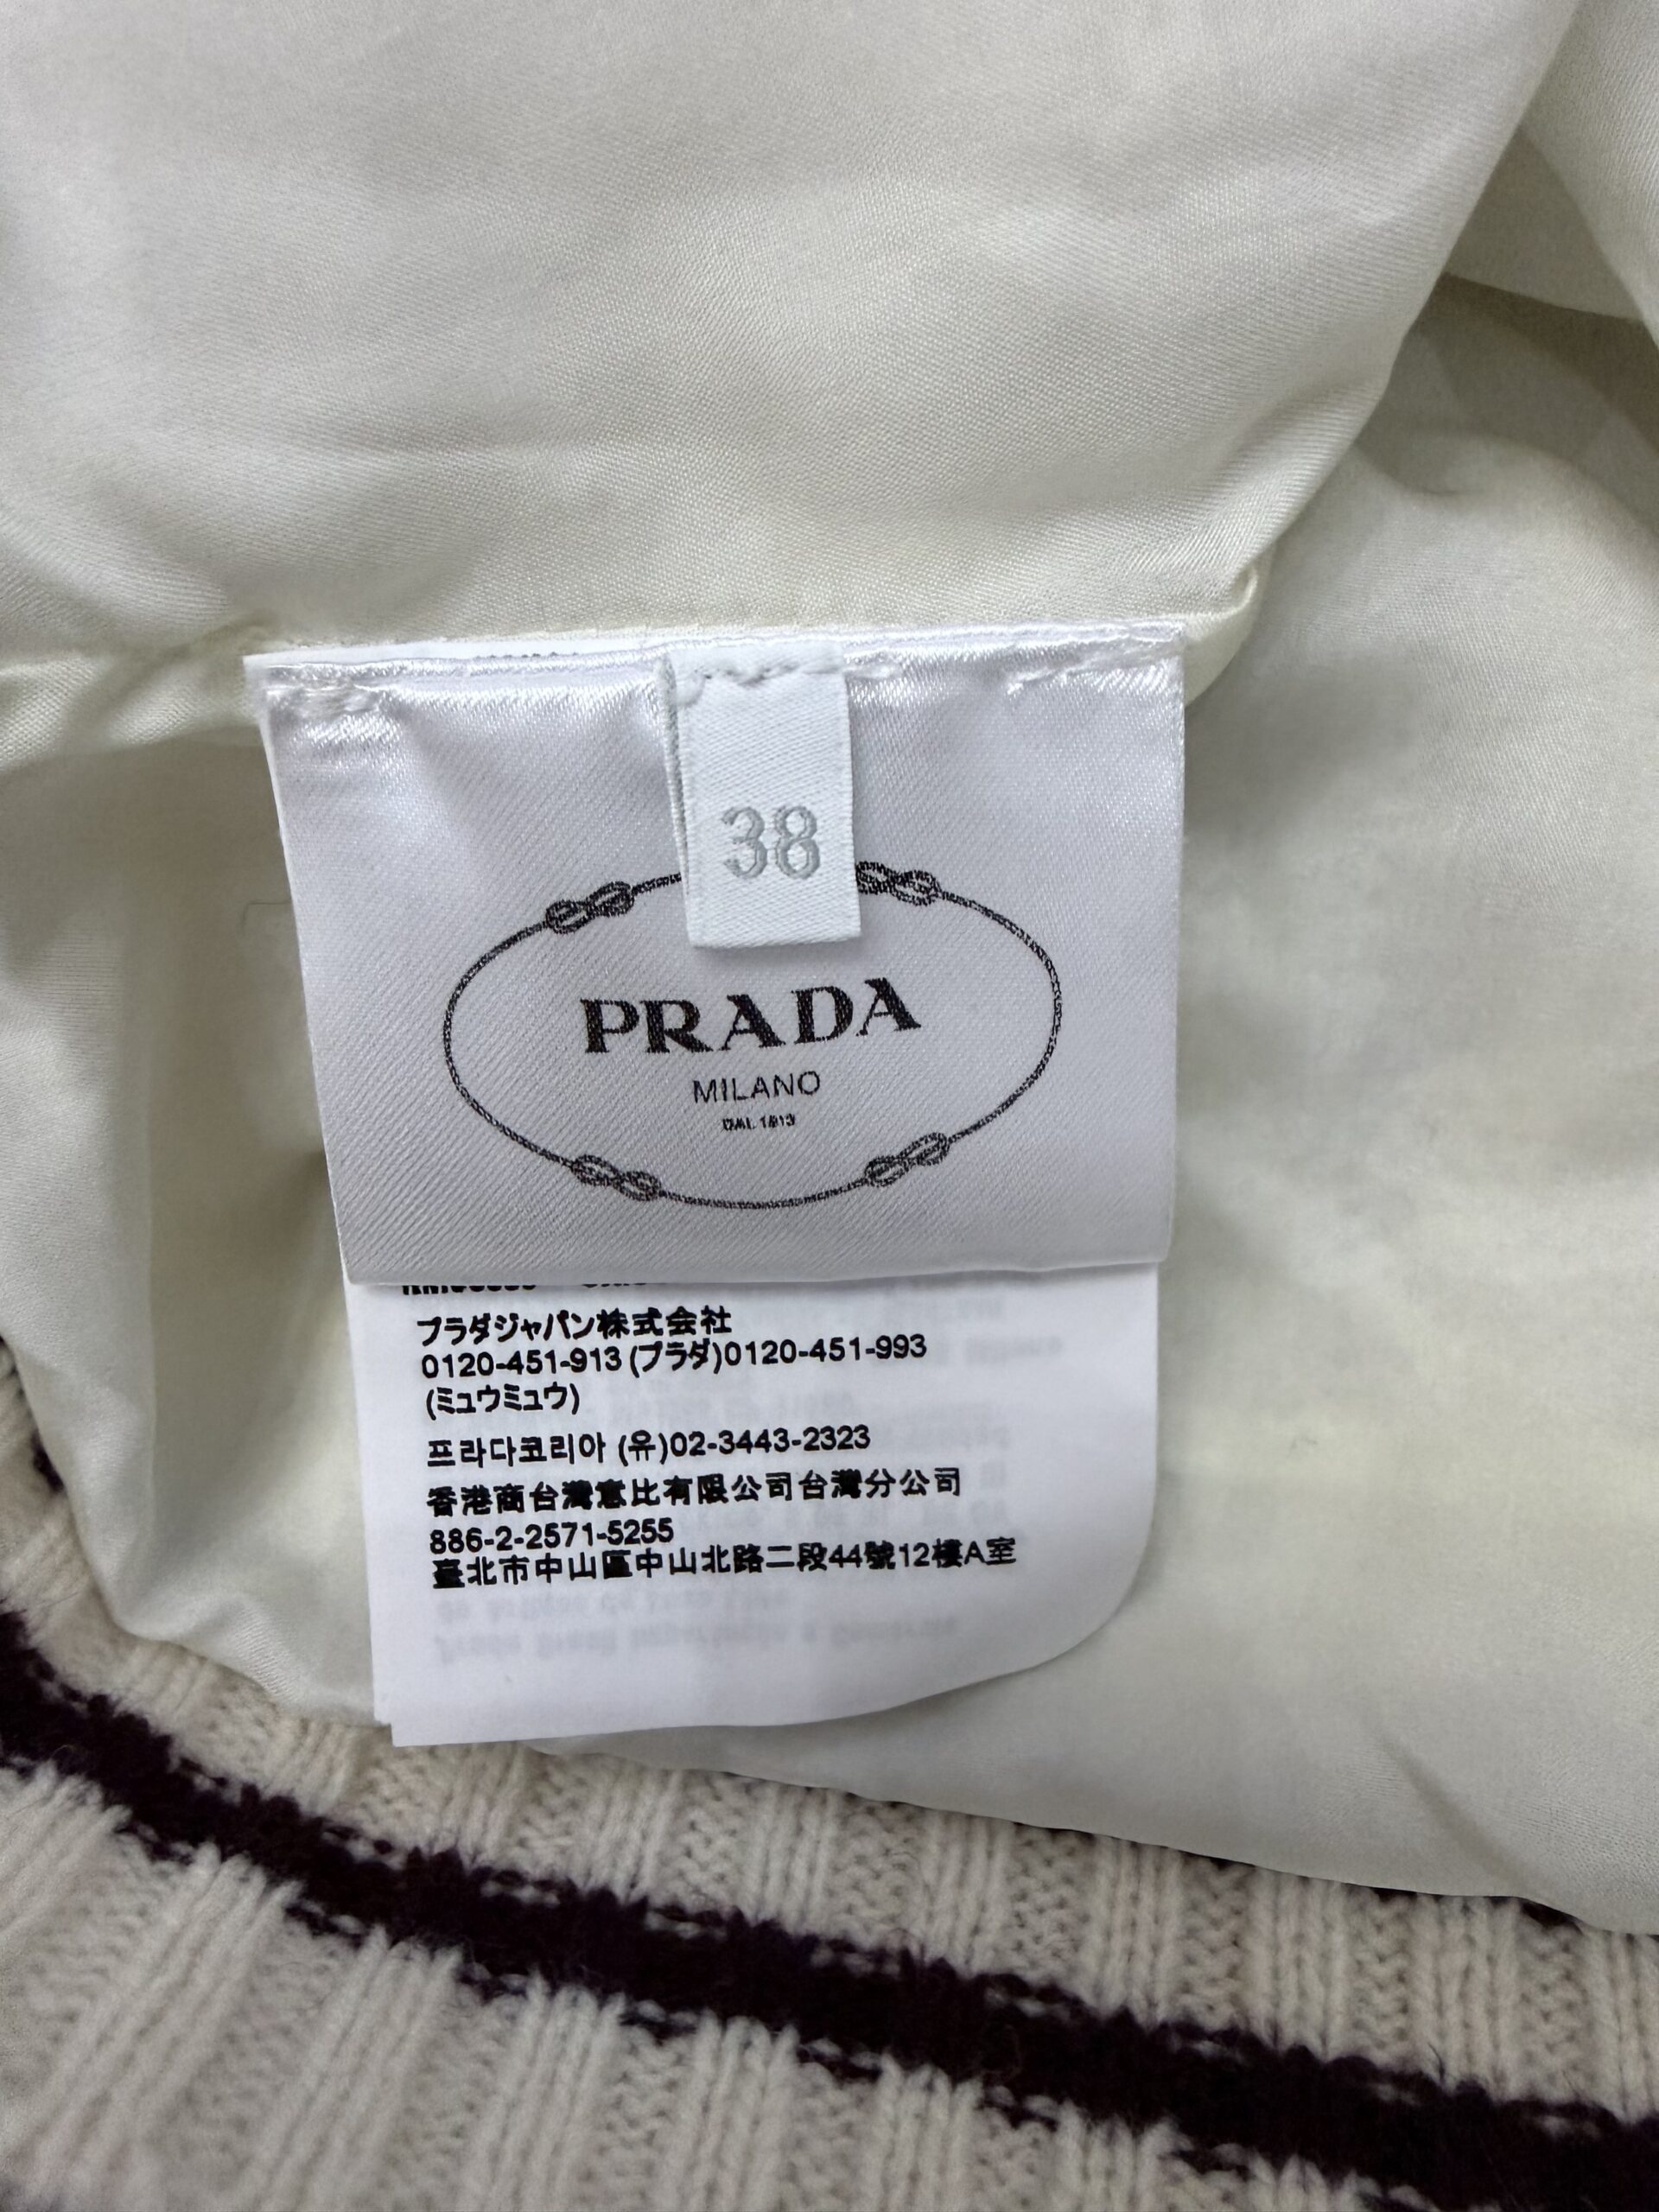 38
PRADA
MILANO
DAL 1913
プラダジャパン株式会社
0120-451-913 (プラダ)0120-451-993
(ミュウミュウ)
프라다코리아 (유)02-3443-2323
香港商台灣意比有限公司台灣分公司
886-2-2571-5255
臺北市中山區中山北路二段44號12樓A室